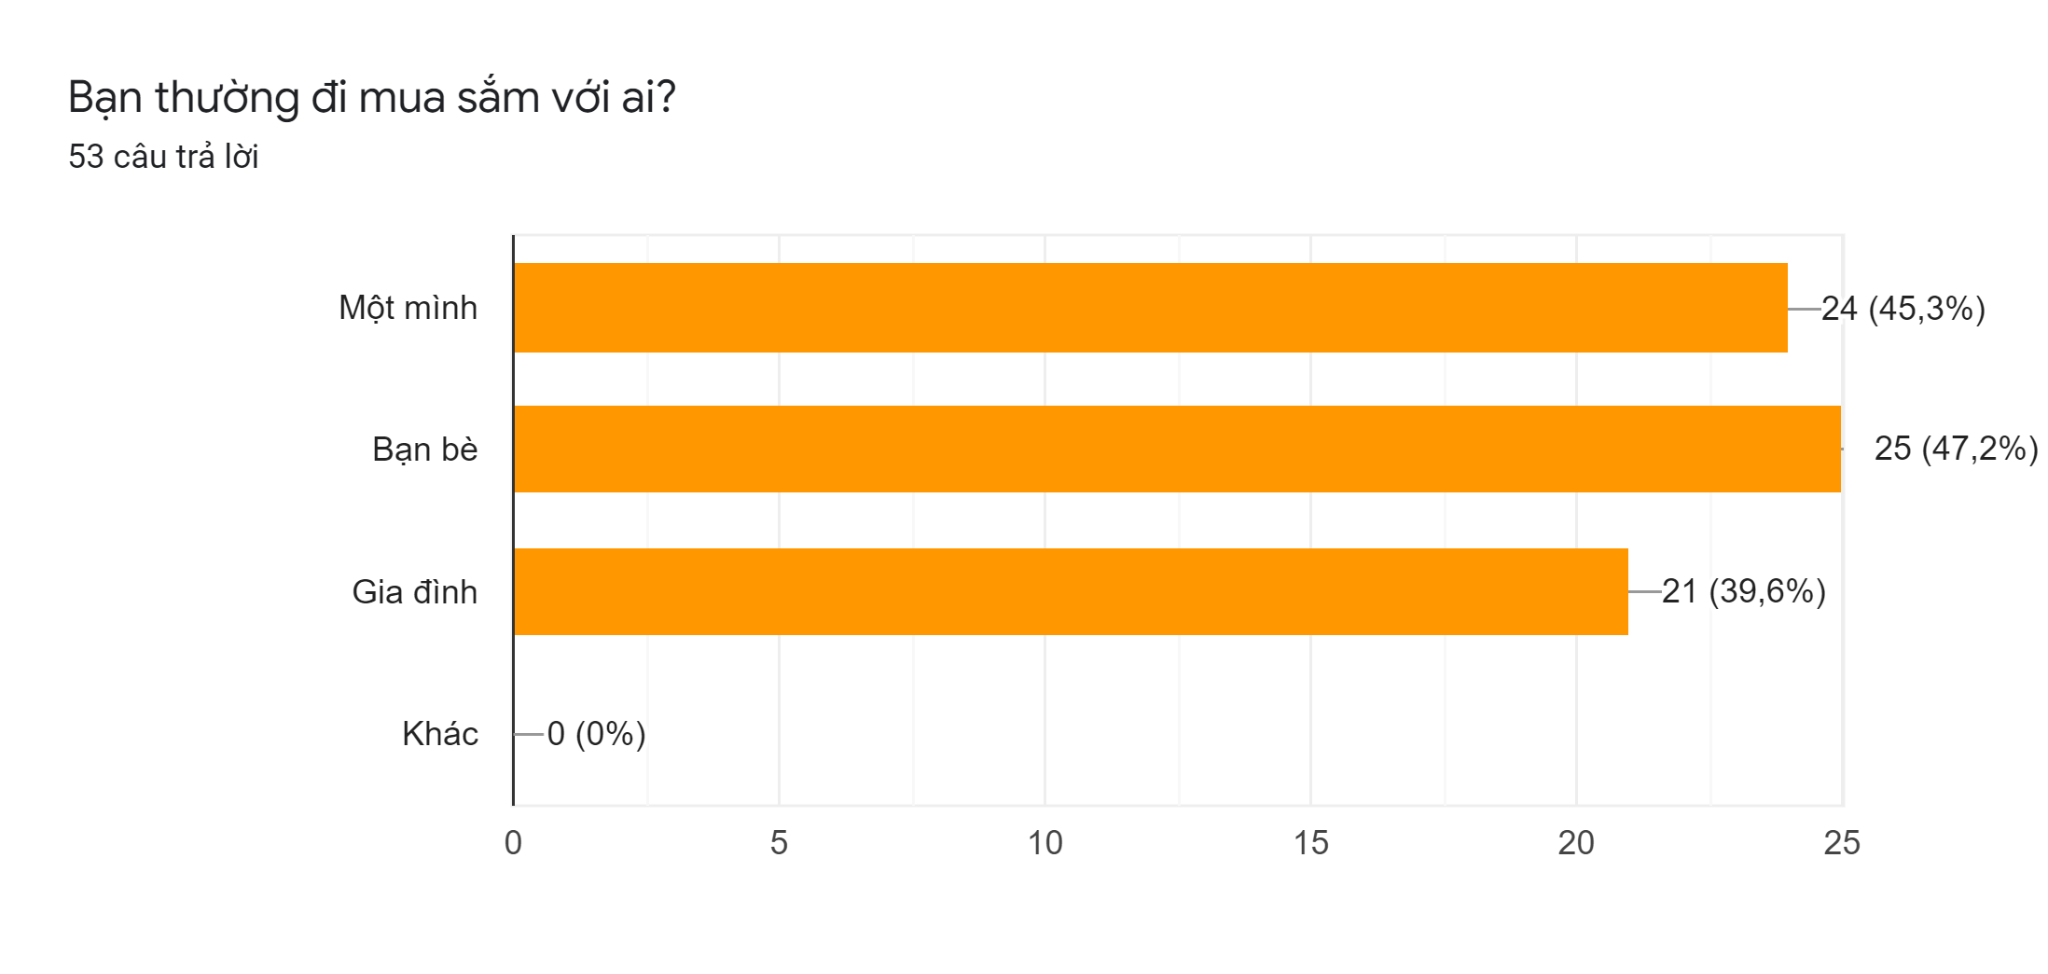 Bạn thường đi mua sắm với ai?
53 câu trả lời
Một mình 24 (45,3%)
Bạn bè 25 (47,2%)
Gia đình 21 (39,6%)
Khác 0 (0%)
0 5 10 15 20 25